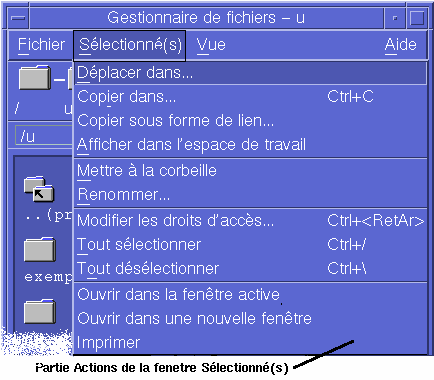 Gestionnaire de fichiers – u
Fichier Sélectionné(s) Vue Aide
Déplacer dans...
Copier dans... Ctrl+C
/ u
Copier sous forme de lien...
/u
Afficher dans l'espace de travail
Mettre à la corbeille
Renommer...
..(pr
Modifier les droits d'accès... Ctrl+<RetAr>
Tout sélectionner Ctrl+/
exemp
Tout désélectionner Ctrl+\
Ouvrir dans la fenêtre active
Ouvrir dans une nouvelle fenêtre
Imprimer
Partie Actions de la fenetre Sélectionné(s)